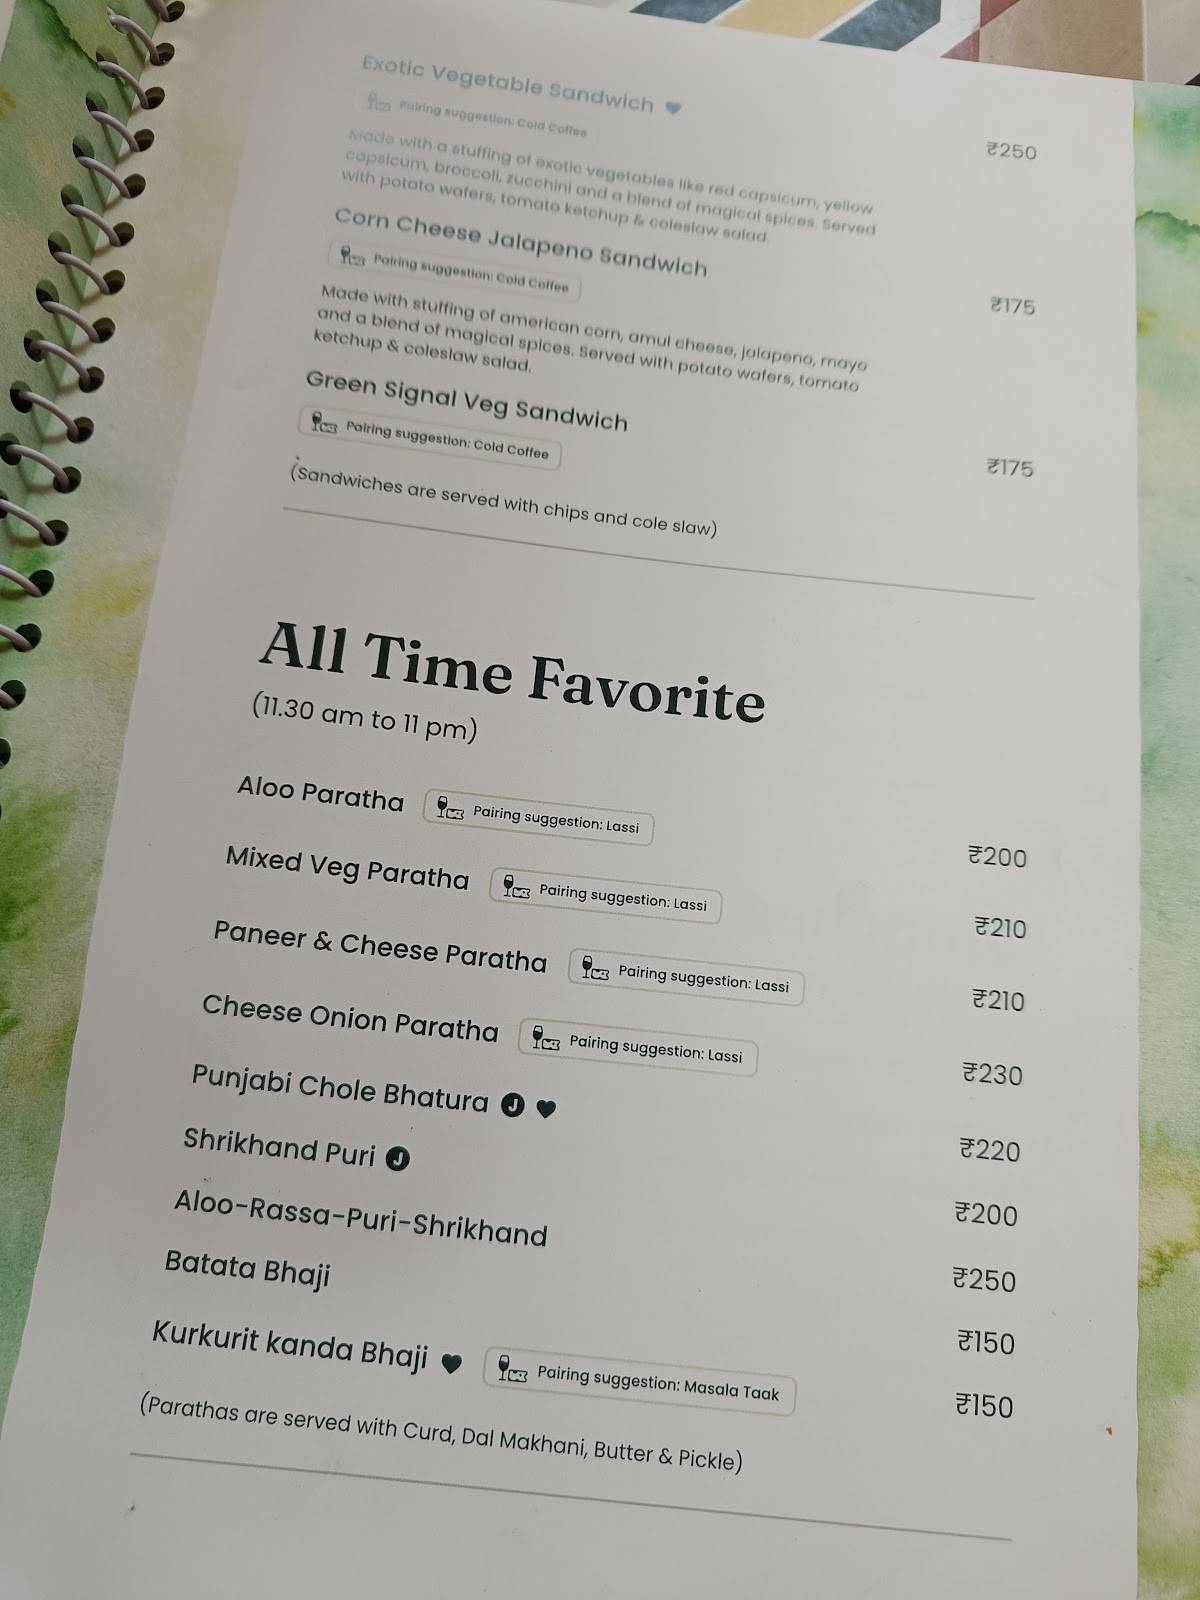 Exotic Vegetable Sandwich
Pairing suggestion: Cold Coffee
₹250
Made with a stuffing of exotic vegetables like red capsicum, yellow
capsicum, broccoli, zucchini and a blend of magical spices. Served
with potato wafers, tomato ketchup & coleslaw salad.
Corn Cheese Jalapeno Sandwich
Pairing suggestion: Cold Coffee
₹175
Made with stuffing of american corn, amul cheese, jalapeno, mayo
and a blend of magical spices. Served with potato wafers, tomato
ketchup & coleslaw salad.
Green Signal Veg Sandwich
Pairing suggestion: Cold Coffee
₹175
(Sandwiches are served with chips and cole slaw)
All Time Favorite
(11.30 am to 11 pm)
Aloo Paratha Pairing suggestion: Lassi ₹200
Mixed Veg Paratha Pairing suggestion: Lassi ₹210
Paneer & Cheese Paratha Pairing suggestion: Lassi ₹210
Cheese Onion Paratha Pairing suggestion: Lassi ₹230
Punjabi Chole Bhatura J ₹220
Shrikhand Puri J ₹200
Aloo-Rassa-Puri-Shrikhand ₹250
Batata Bhaji ₹150
Kurkurit kanda Bhaji Pairing suggestion: Masala Taak ₹150
(Parathas are served with Curd, Dal Makhani, Butter & Pickle)